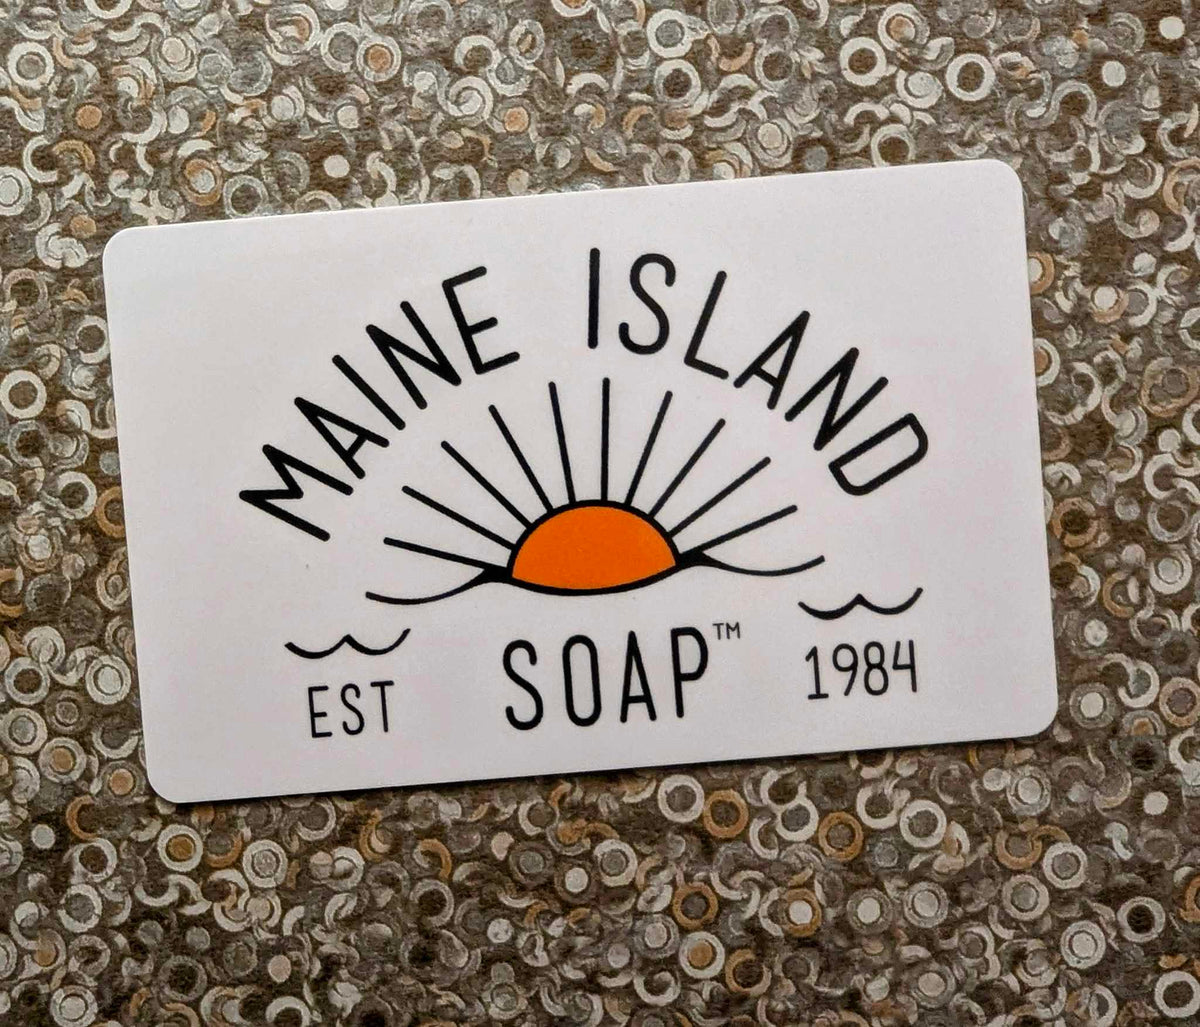 MAINE ISLAND
SOAP™
EST 1984